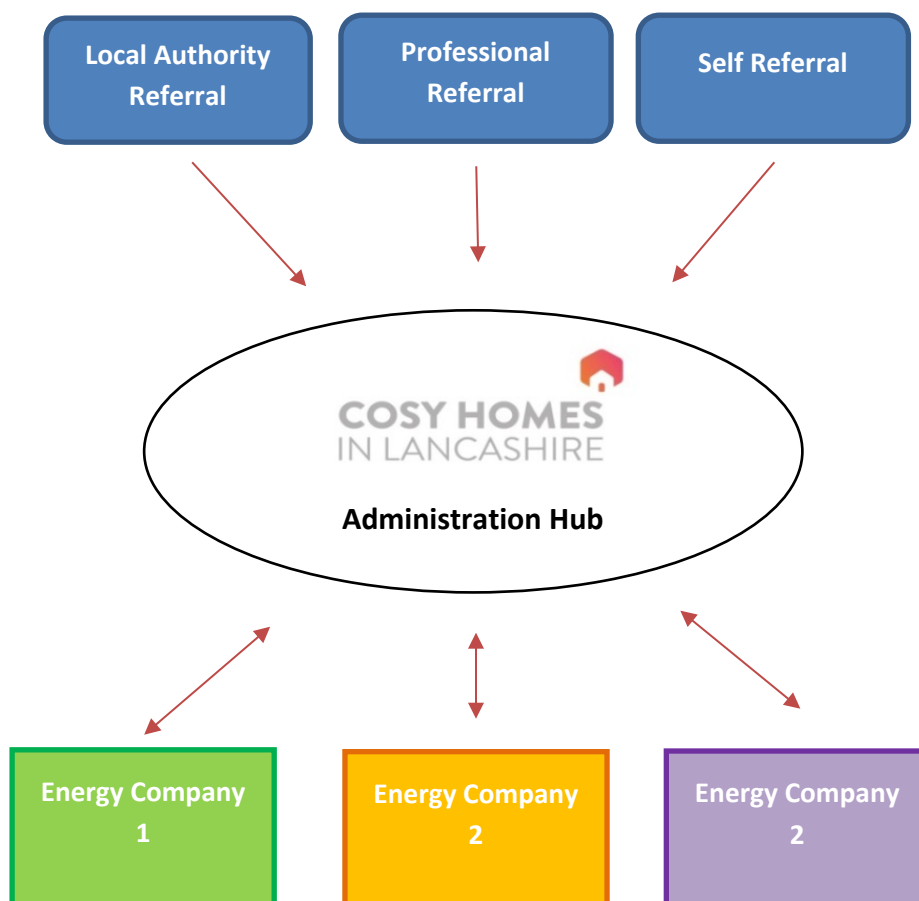 Local Authority
Referral
Professional
Referral
Self Referral
COSY HOMES
IN LANCASHIRE
Administration Hub
Energy Company
1
Energy Company
2
Energy Company
2